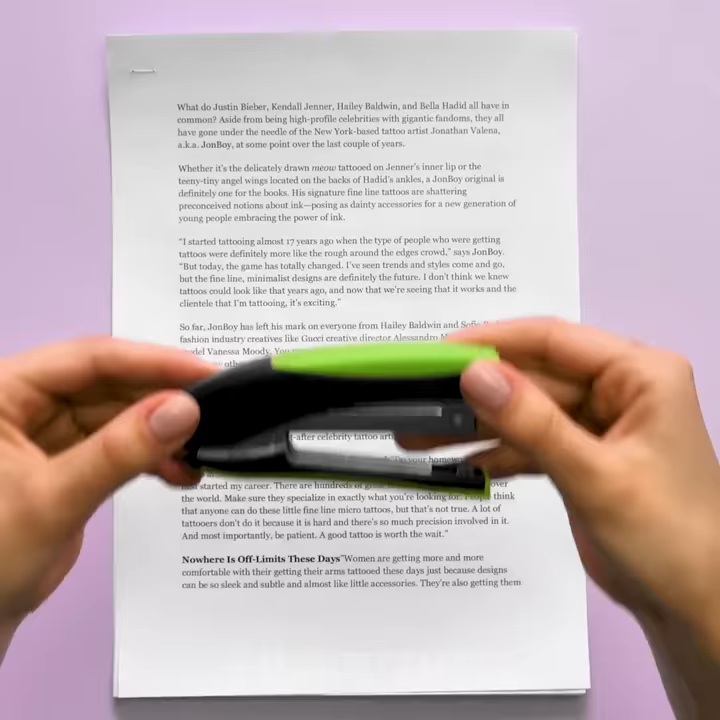 What do Justin Bieber, Kendall Jenner, Hailey Baldwin, and Bella Hadid all have in
common? Aside from being high-profile celebrities with gigantic fandoms, they all
have gone under the needle of the New York-based tattoo artist Jonathan Valena,
a.k.a. JonBoy, at some point over the last couple of years.
Whether it's the delicately drawn meow tattooed on Jenner's inner lip or the
teeny-tiny angel wings located on the backs of Hadid's ankles, a JonBoy original is
definitely one for the books. His signature fine line tattoos are shattering
preconceived notions about ink—posing as dainty accessories for a new generation of
young people embracing the power of ink.
"I started tattooing almost 17 years ago when the type of people who were getting
tattoos were definitely more like the rough around the edges crowd," says JonBoy.
"But today, the game has totally changed. I've seen trends and styles come and go,
but the fine line, minimalist designs are definitely the future. I don't think we knew
tattoos could look like that years ago, and now that we're seeing that it works and the
clientele that I'm tattooing, it's exciting."
So far, JonBoy has left his mark on everyone from Hailey Baldwin and
fashion industry creatives like Gucci creative director Alessandro
Vanessa Moody.
-after celebrity tattoo
"Do your
started my career. There are hundreds of over
the world. Make sure they specialize in exactly what you're looking for. People think
that anyone can do these little fine line micro tattoos, but that's not true. A lot of
tattooers don't do it because it is hard and there's so much precision involved in it.
And most importantly, be patient. A good tattoo is worth the wait."
Nowhere Is Off-Limits These Days"Women are getting more and more
comfortable with their getting their arms tattooed these days just because designs
can be so sleek and subtle and almost like little accessories. They're also getting them